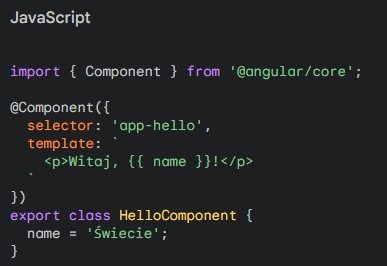 JavaScript
import { Component } from '@angular/core';
@Component({
  selector: 'app-hello',
  template: `
    <p>Witaj, {{ name }}!</p>
  `
})
export class HelloComponent {
  name = 'Świecie';
}